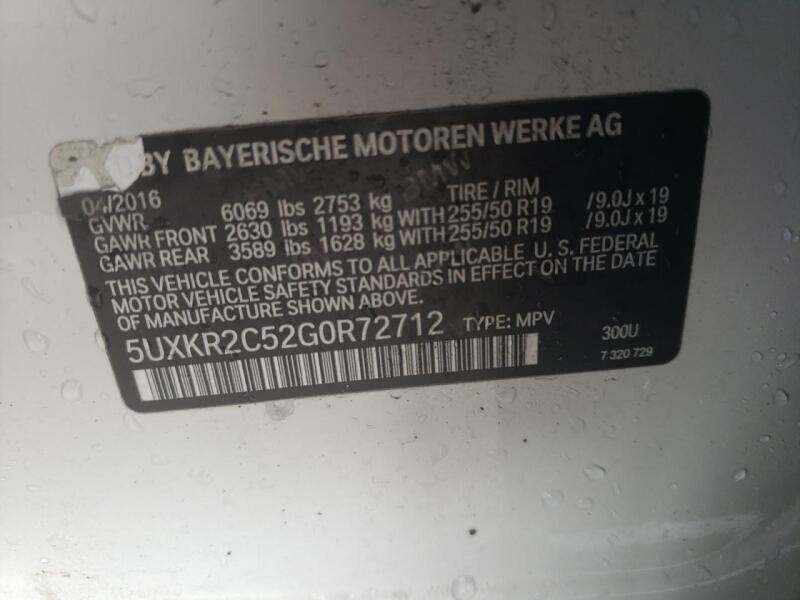 BY BAYERISCHE MOTOREN WERKE AG
04/2016 TIRE / RIM
GVWR 6069 lbs 2753 kg
GAWR FRONT 2630 lbs 1193 kg WITH 255/50 R19 /9.0J x 19
GAWR REAR 3589 lbs 1628 kg WITH 255/50 R19 /9.0J x 19
THIS VEHICLE CONFORMS TO ALL APPLICABLE U. S. FEDERAL
MOTOR VEHICLE SAFETY STANDARDS IN EFFECT ON THE DATE
OF MANUFACTURE SHOWN ABOVE.
5UXKR2C52G0R72712 TYPE: MPV 300U
7 320 729